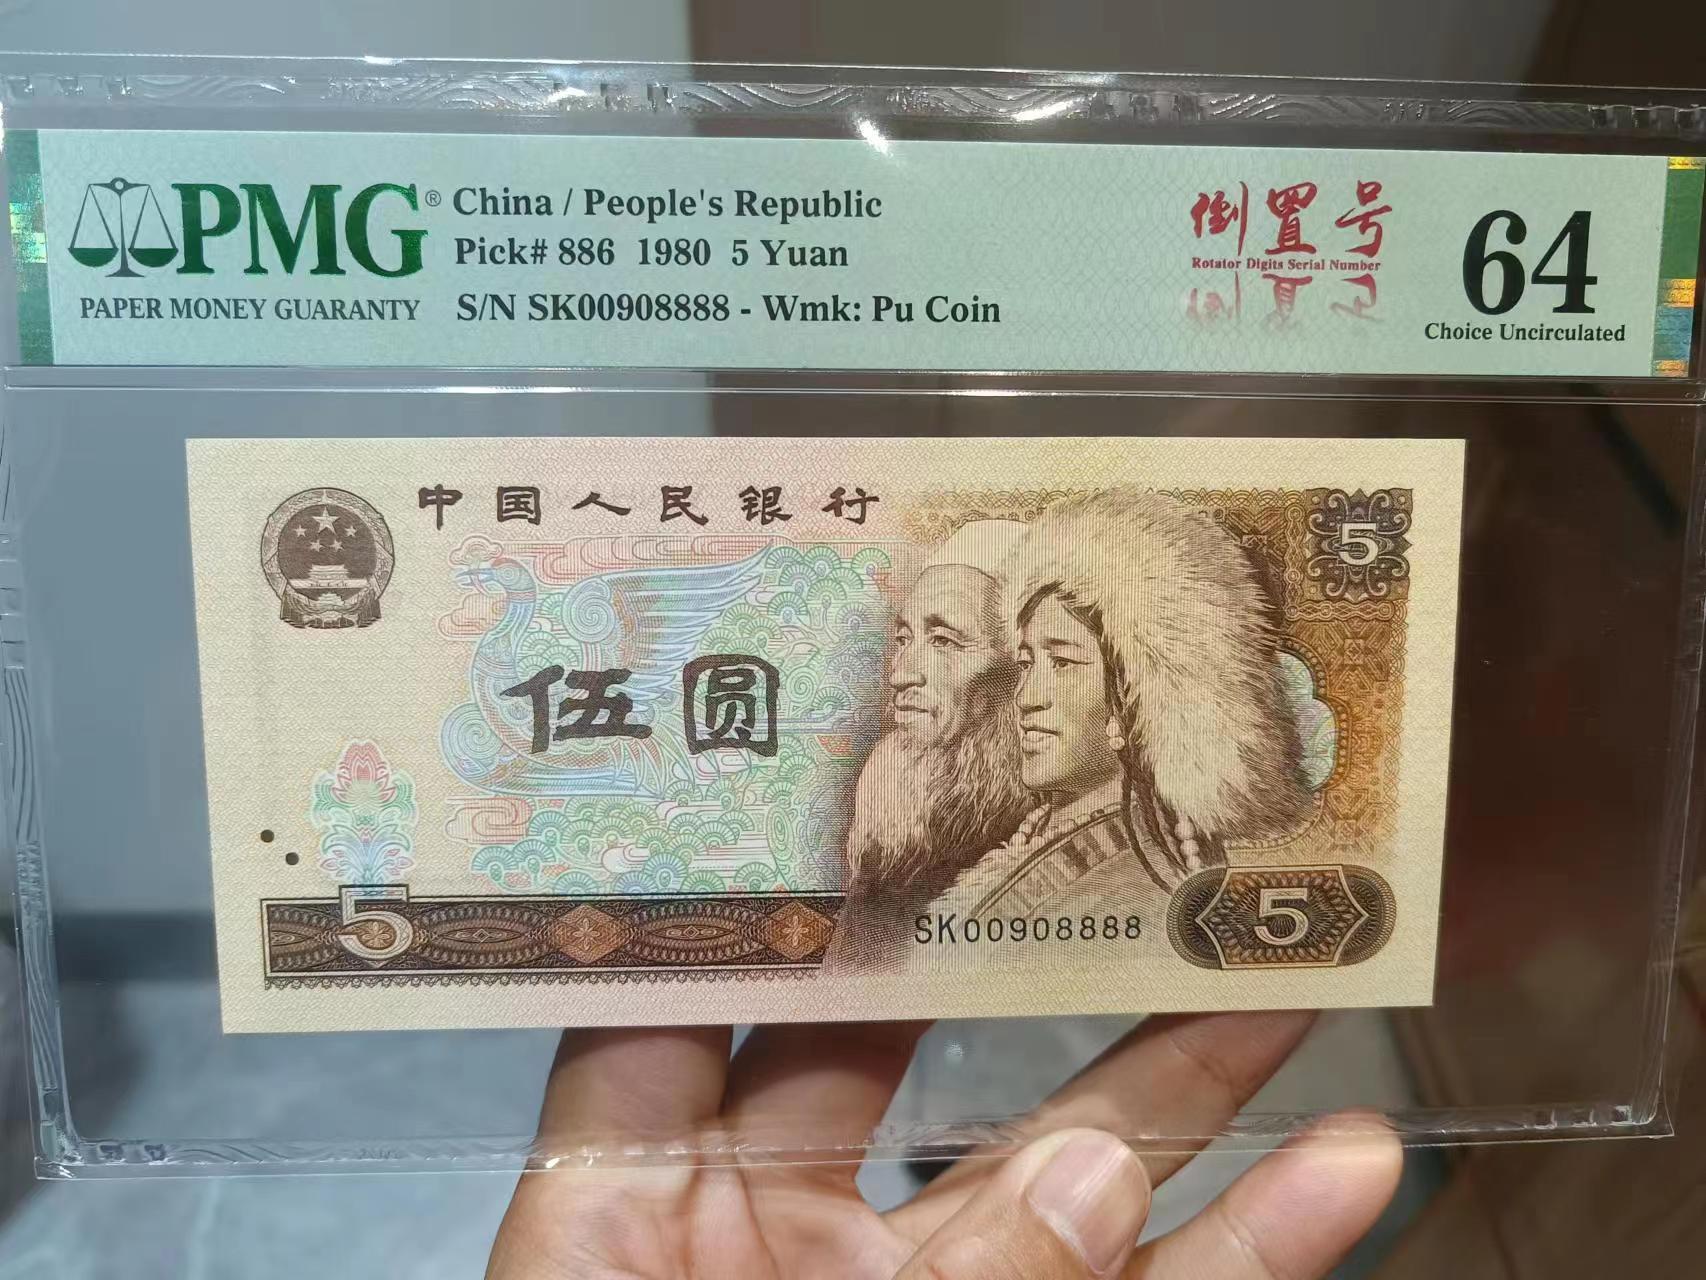 PMG®
PAPER MONEY GUARANTY
China / People's Republic
Pick# 886 1980 5 Yuan
S/N SK00908888 - Wmk: Pu Coin
倒置号
Rotator Digits Serial Number
64
Choice Uncirculated
中国人民银行
5
伍圆
5
SK00908888
5